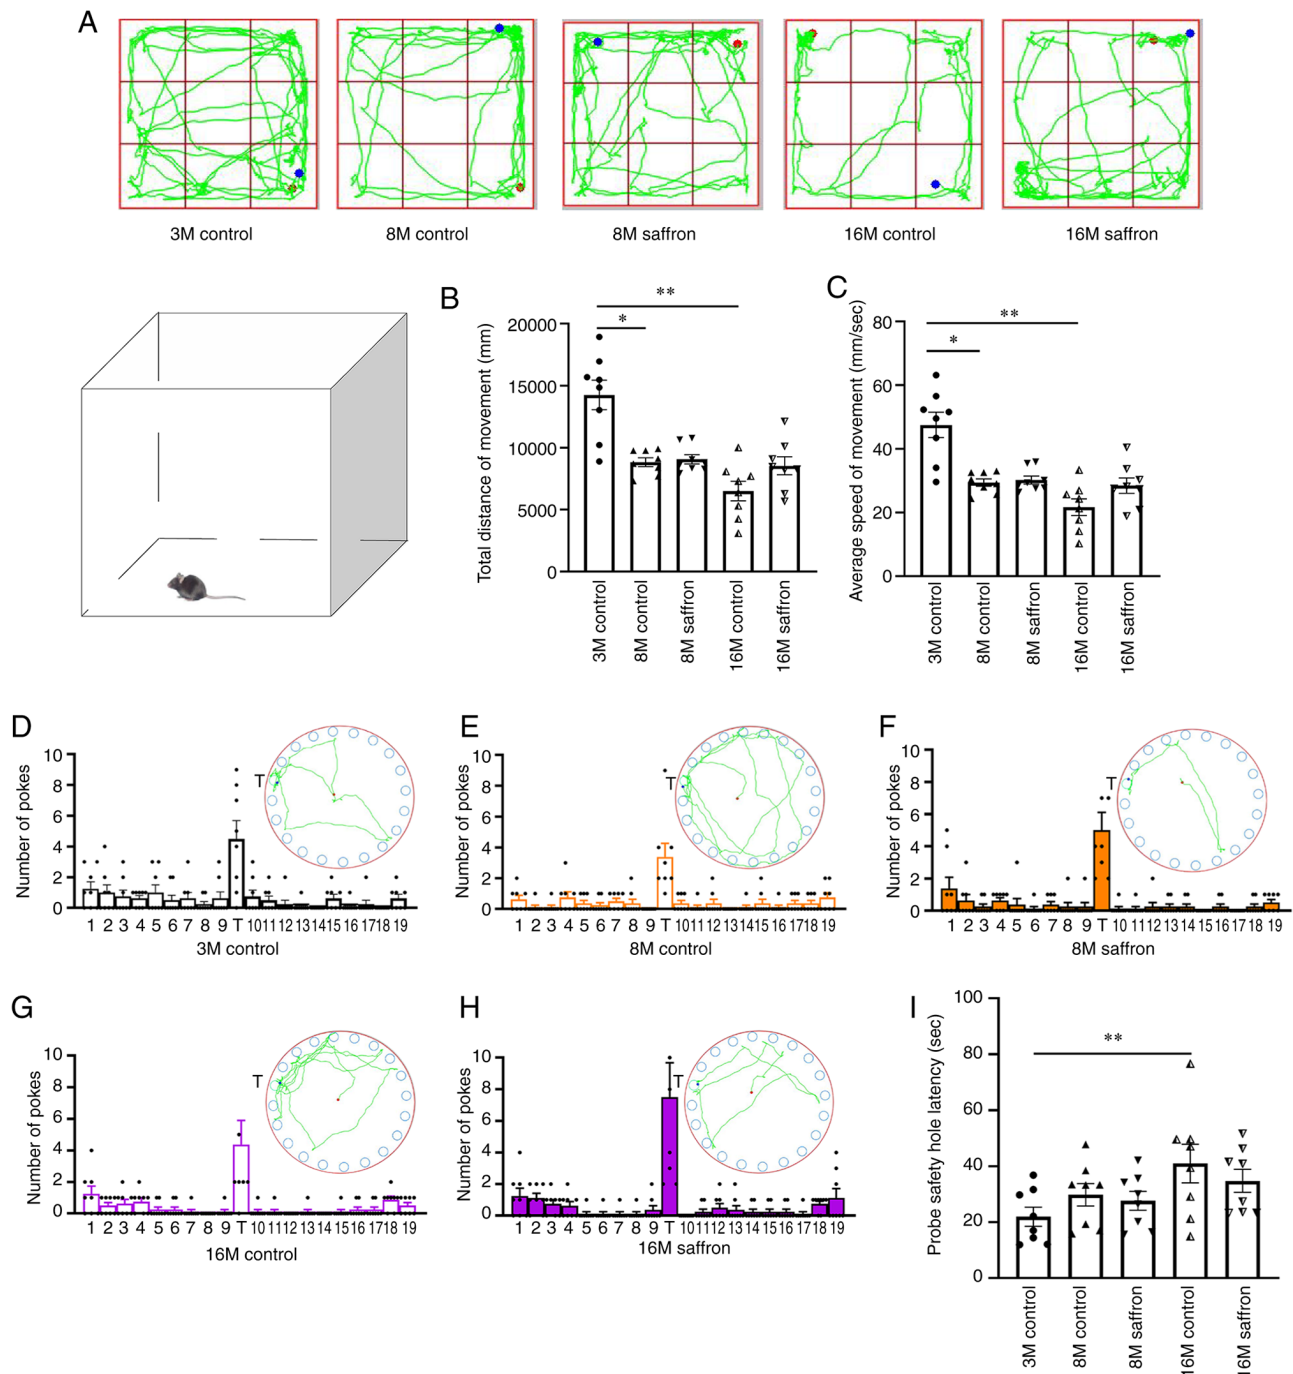 A
3M control
8M control
8M saffron
16M control
16M saffron
B
Total distance of movement (mm)
20000
15000
10000
5000
0
*
**
3M control
8M control
8M saffron
16M control
16M saffron
C
Average speed of movement (mm/sec)
80
60
40
20
0
*
**
3M control
8M control
8M saffron
16M control
16M saffron
D
Number of pokes
10
8
6
4
2
0
T
1 2 3 4 5 6 7 8 9 T 10 11 12 13 14 15 16 17 18 19
3M control
E
Number of pokes
10
8
6
4
2
0
T
1 2 3 4 5 6 7 8 9 T 10 11 12 13 14 15 16 17 18 19
8M control
F
Number of pokes
10
8
6
4
2
0
T
1 2 3 4 5 6 7 8 9 T 10 11 12 13 14 15 16 17 18 19
8M saffron
G
Number of pokes
10
8
6
4
2
0
T
1 2 3 4 5 6 7 8 9 T 10 11 12 13 14 15 16 17 18 19
16M control
H
Number of pokes
10
8
6
4
2
0
T
1 2 3 4 5 6 7 8 9 T 10 11 12 13 14 15 16 17 18 19
16M saffron
I
Probe safety hole latency (sec)
100
80
60
40
20
0
**
3M control
8M control
8M saffron
16M control
16M saffron